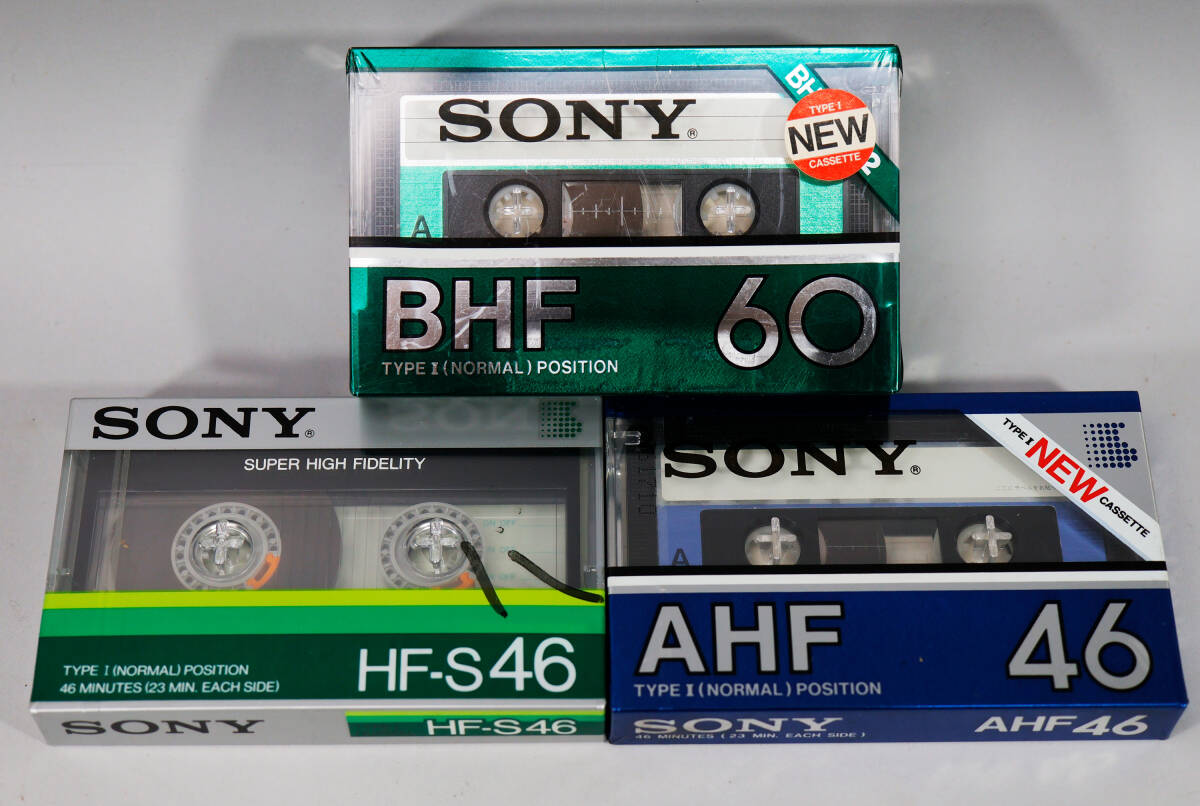 SONY®
TYPE I
NEW
CASSETTE
A
BHF 60
TYPE I (NORMAL) POSITION
SONY®
SUPER HIGH FIDELITY
HF-S46
TYPE I (NORMAL) POSITION
46 MINUTES (23 MIN. EACH SIDE)
SONY
HF-S46
SONY®
TYPE I
NEW
CASSETTE
A
AHF 46
TYPE I (NORMAL) POSITION
SONY
46 MINUTES (23 MIN. EACH SIDE)
AHF46